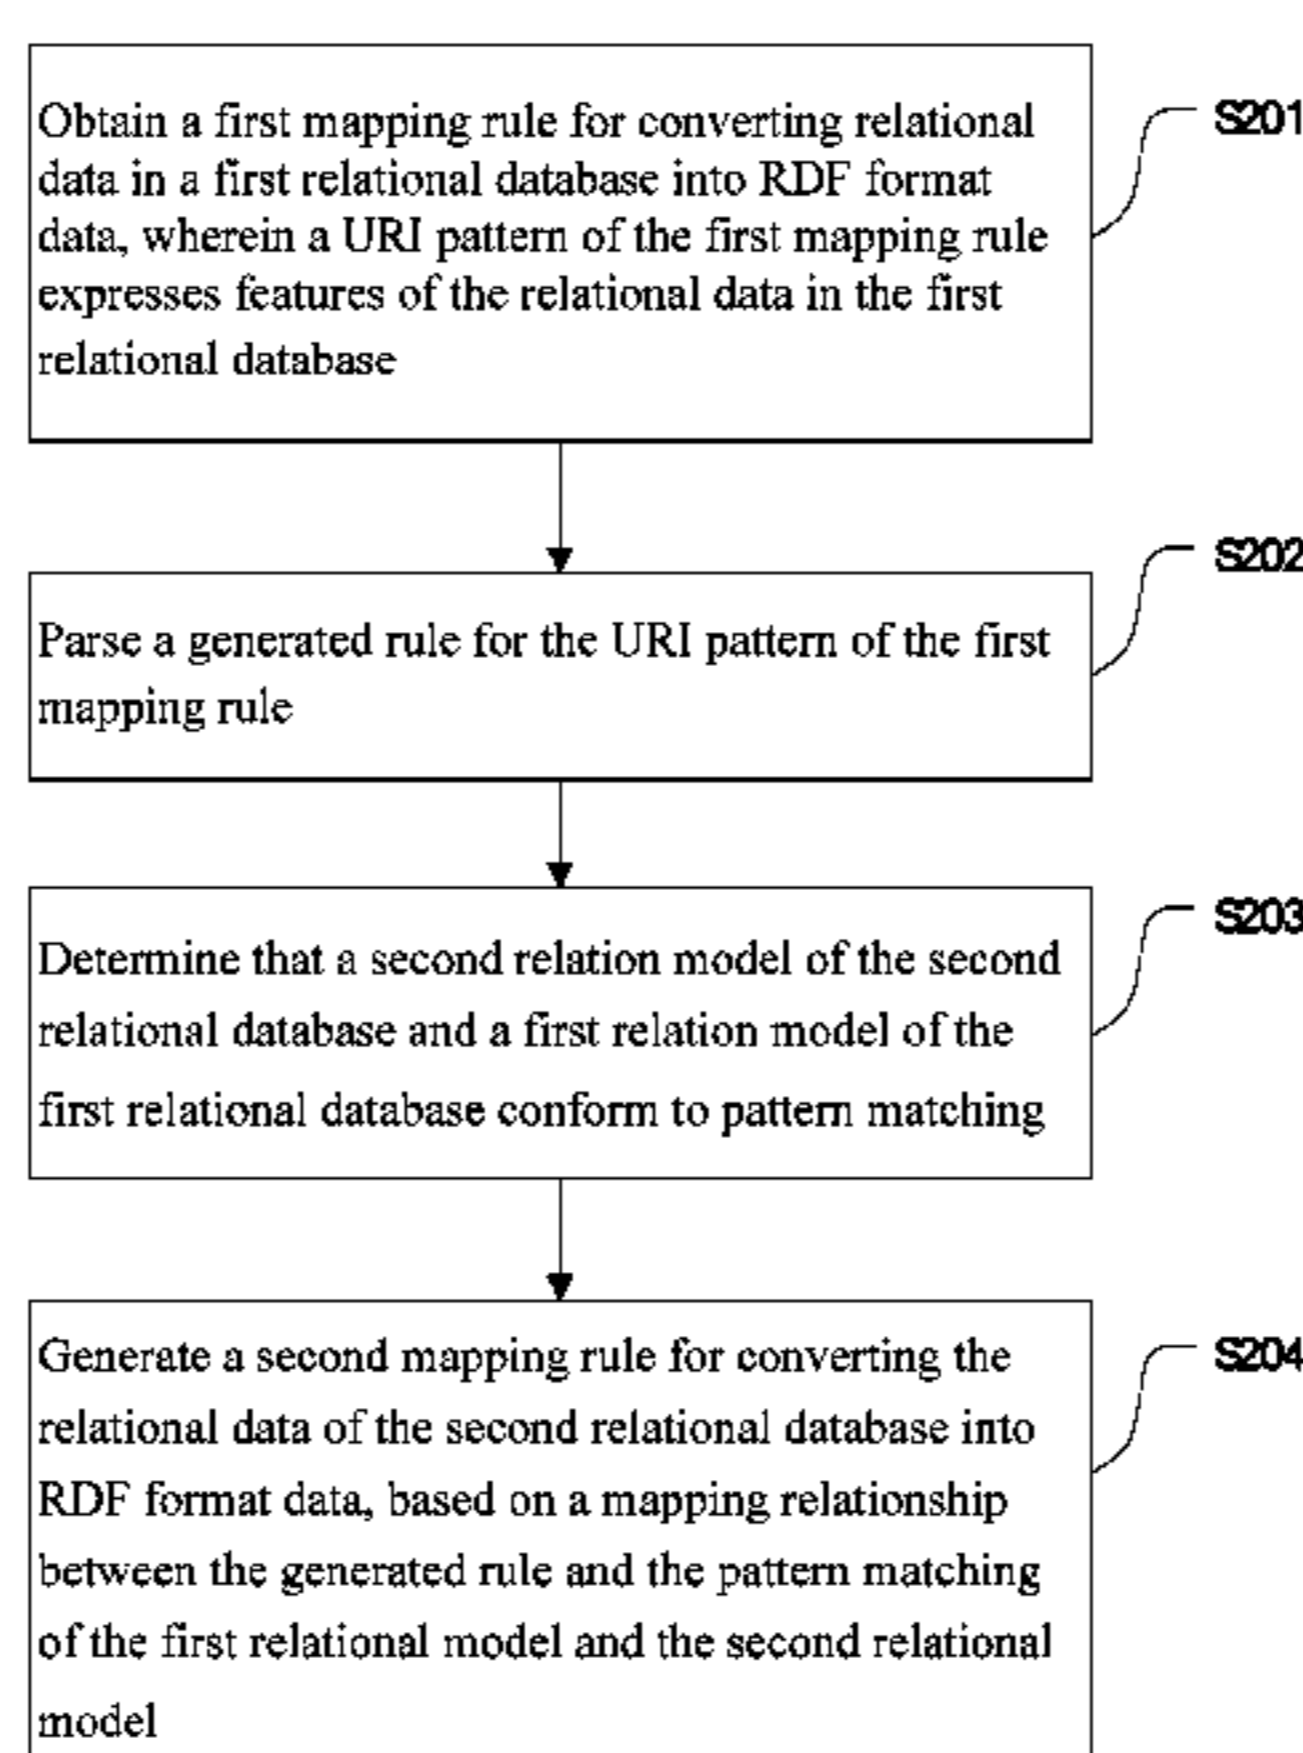 Obtain a first mapping rule for converting relational
data in a first relational database into RDF format
data, wherein a URI pattern of the first mapping rule
expresses features of the relational data in the first
relational database
S201
Parse a generated rule for the URI pattern of the first
mapping rule
S202
Determine that a second relation model of the second
relational database and a first relation model of the
first relational database conform to pattern matching
S203
Generate a second mapping rule for converting the
relational data of the second relational database into
RDF format data, based on a mapping relationship
between the generated rule and the pattern matching
of the first relational model and the second relational
model
S204